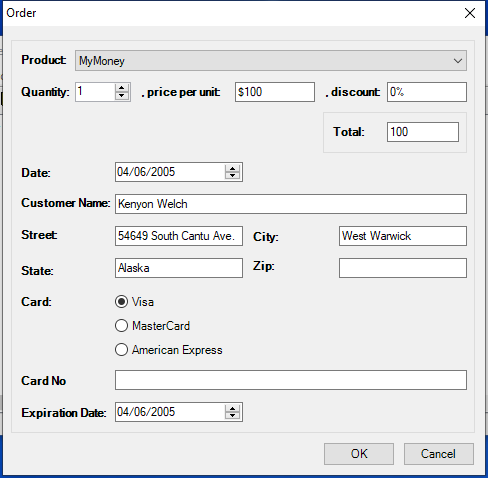 Order
Product: MyMoney
Quantity: 1 , price per unit: $100 , discount: 0%
Total: 100
Date: 04/06/2005
Customer Name: Kenyon Welch
Street: 54649 South Cantu Ave. City: West Warwick
State: Alaska Zip:
Card: Visa
MasterCard
American Express
Card No
Expiration Date: 04/06/2005
OK Cancel